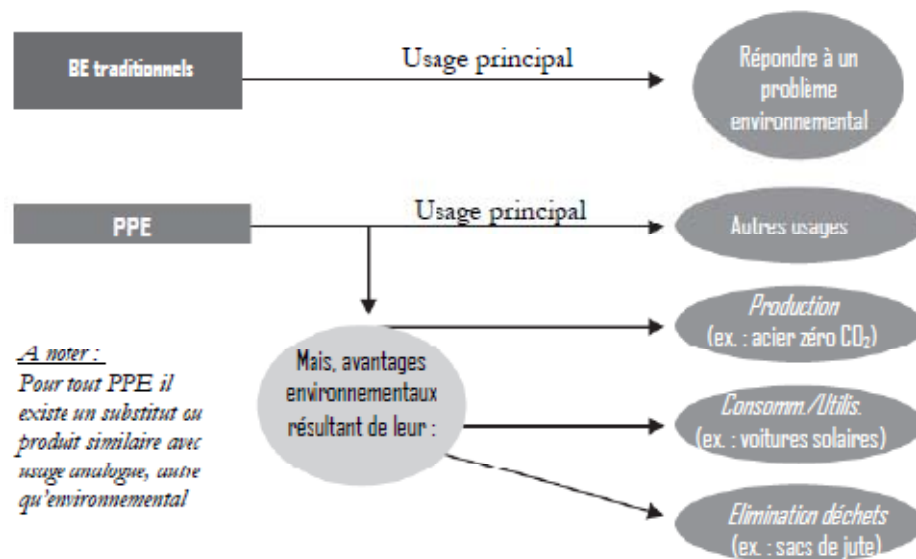 BE traditionnels
Usage principal
Répondre à un
problème
environnemental
PPE
Usage principal
Autres usages
Production
(ex. : acier zéro CO₂)
A noter :
Pour tout PPE il
existe un substitut ou
produit similaire avec
usage analogue, autre
qu'environnemental
Mais, avantages
environnementaux
résultant de leur :
Consomm./Utilis.
(ex. : voitures solaires)
Elimination déchets
(ex. : sacs de jute)